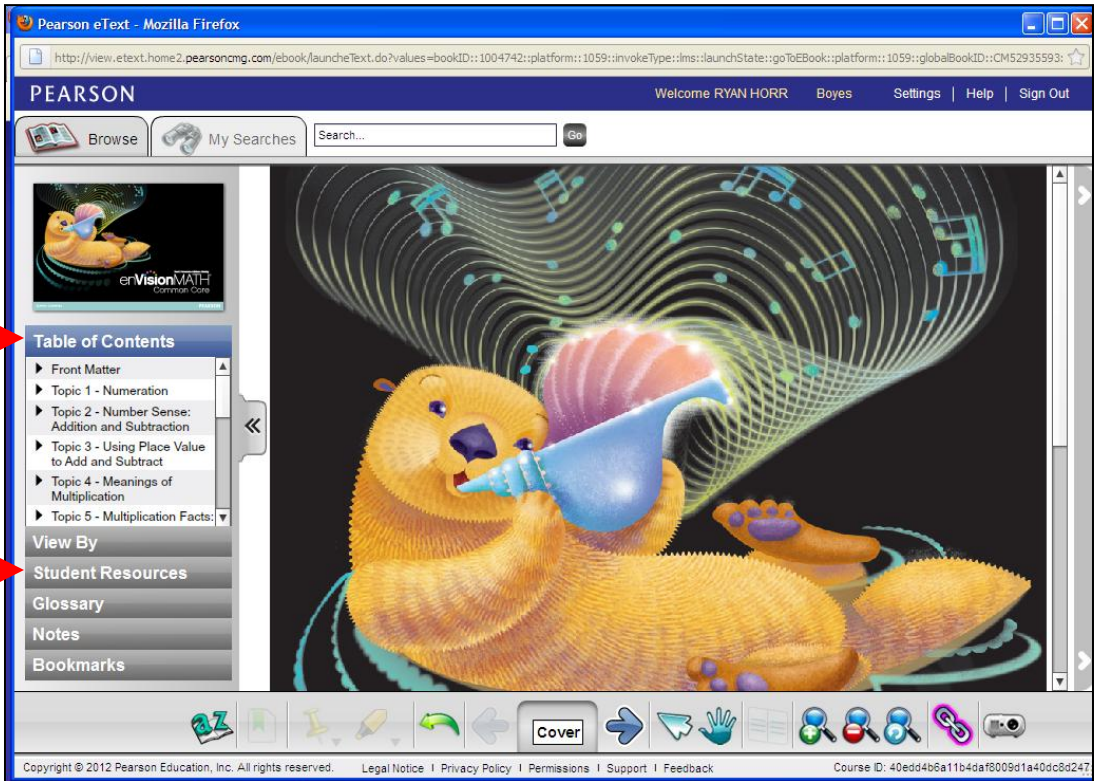 Pearson eText - Mozilla Firefox
http://view.etext.home2.pearsoncmg.com/ebook/launcheText.do?values=bookID::1004742::platform::1059::invokeType::lms::launchState::goToEBook::platform::1059::globalBookID::CM52935593:
PEARSON
Welcome RYAN HORR Boyes Settings | Help | Sign Out
Browse My Searches Search... Go
enVisionMATH
Common Core
PEARSON
Table of Contents
Front Matter
Topic 1 - Numeration
Topic 2 - Number Sense:
Addition and Subtraction
Topic 3 - Using Place Value
to Add and Subtract
Topic 4 - Meanings of
Multiplication
Topic 5 - Multiplication Facts:
View By
Student Resources
Glossary
Notes
Bookmarks
aZ
Cover
Copyright © 2012 Pearson Education, Inc. All rights reserved. Legal Notice | Privacy Policy | Permissions | Support | Feedback Course ID: 40edd4b6a11b4daf8009d1a40dc8d247